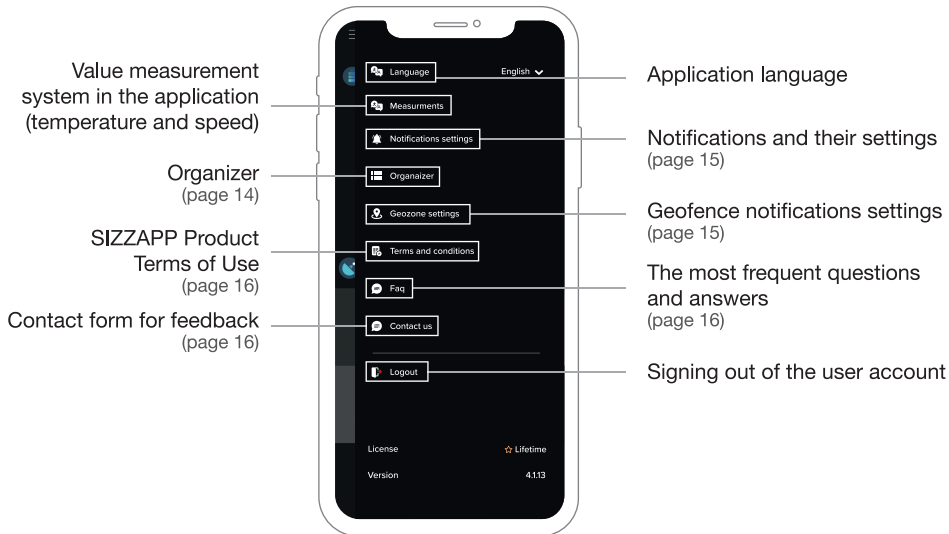 Value measurement
system in the application
(temperature and speed)
Organizer
(page 14)
SIZZAPP Product
Terms of Use
(page 16)
Contact form for feedback
(page 16)
Language
English
Measurments
Notifications settings
Organaizer
Geozone settings
Terms and conditions
Faq
Contact us
Logout
License
Lifetime
Version
4.1.13
Application language
Notifications and their settings
(page 15)
Geofence notifications settings
(page 15)
The most frequent questions
and answers
(page 16)
Signing out of the user account